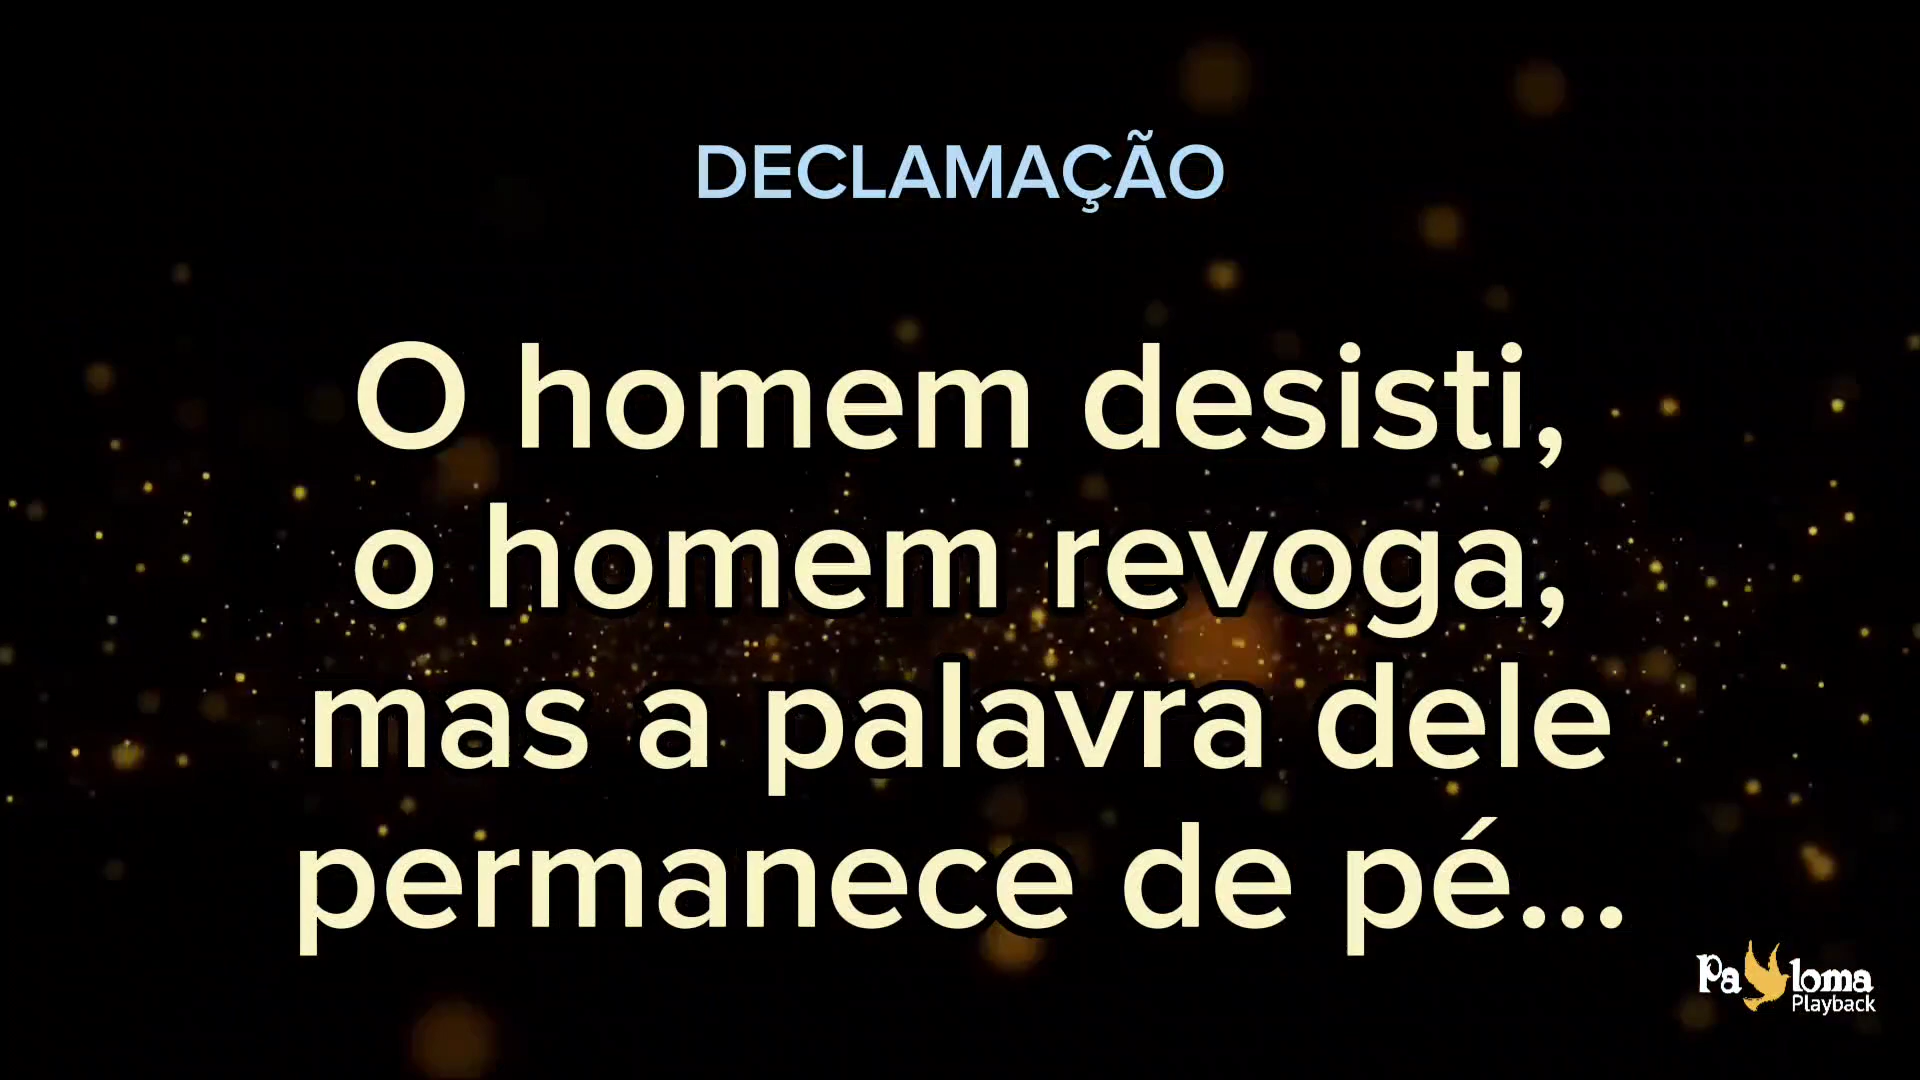 DECLAMAÇÃO
O homem desisti,
o homem revoga,
mas a palavra dele
permanece de pé...
Paloma
Playback